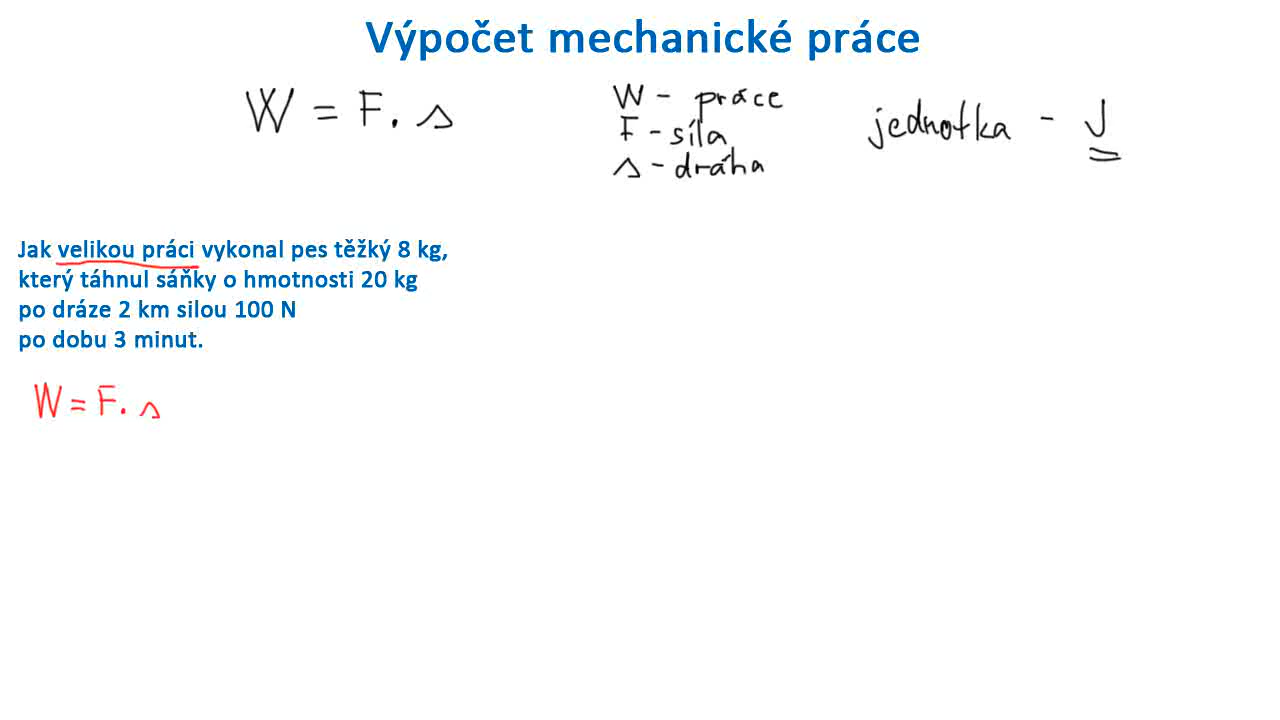 Výpočet mechanické práce
W = F. s
W - práce
F - síla
s - dráha
jednotka - J
Jak velikou práci vykonal pes těžký 8 kg,
který táhnul sáňky o hmotnosti 20 kg
po dráze 2 km silou 100 N
po dobu 3 minut.
W = F. s